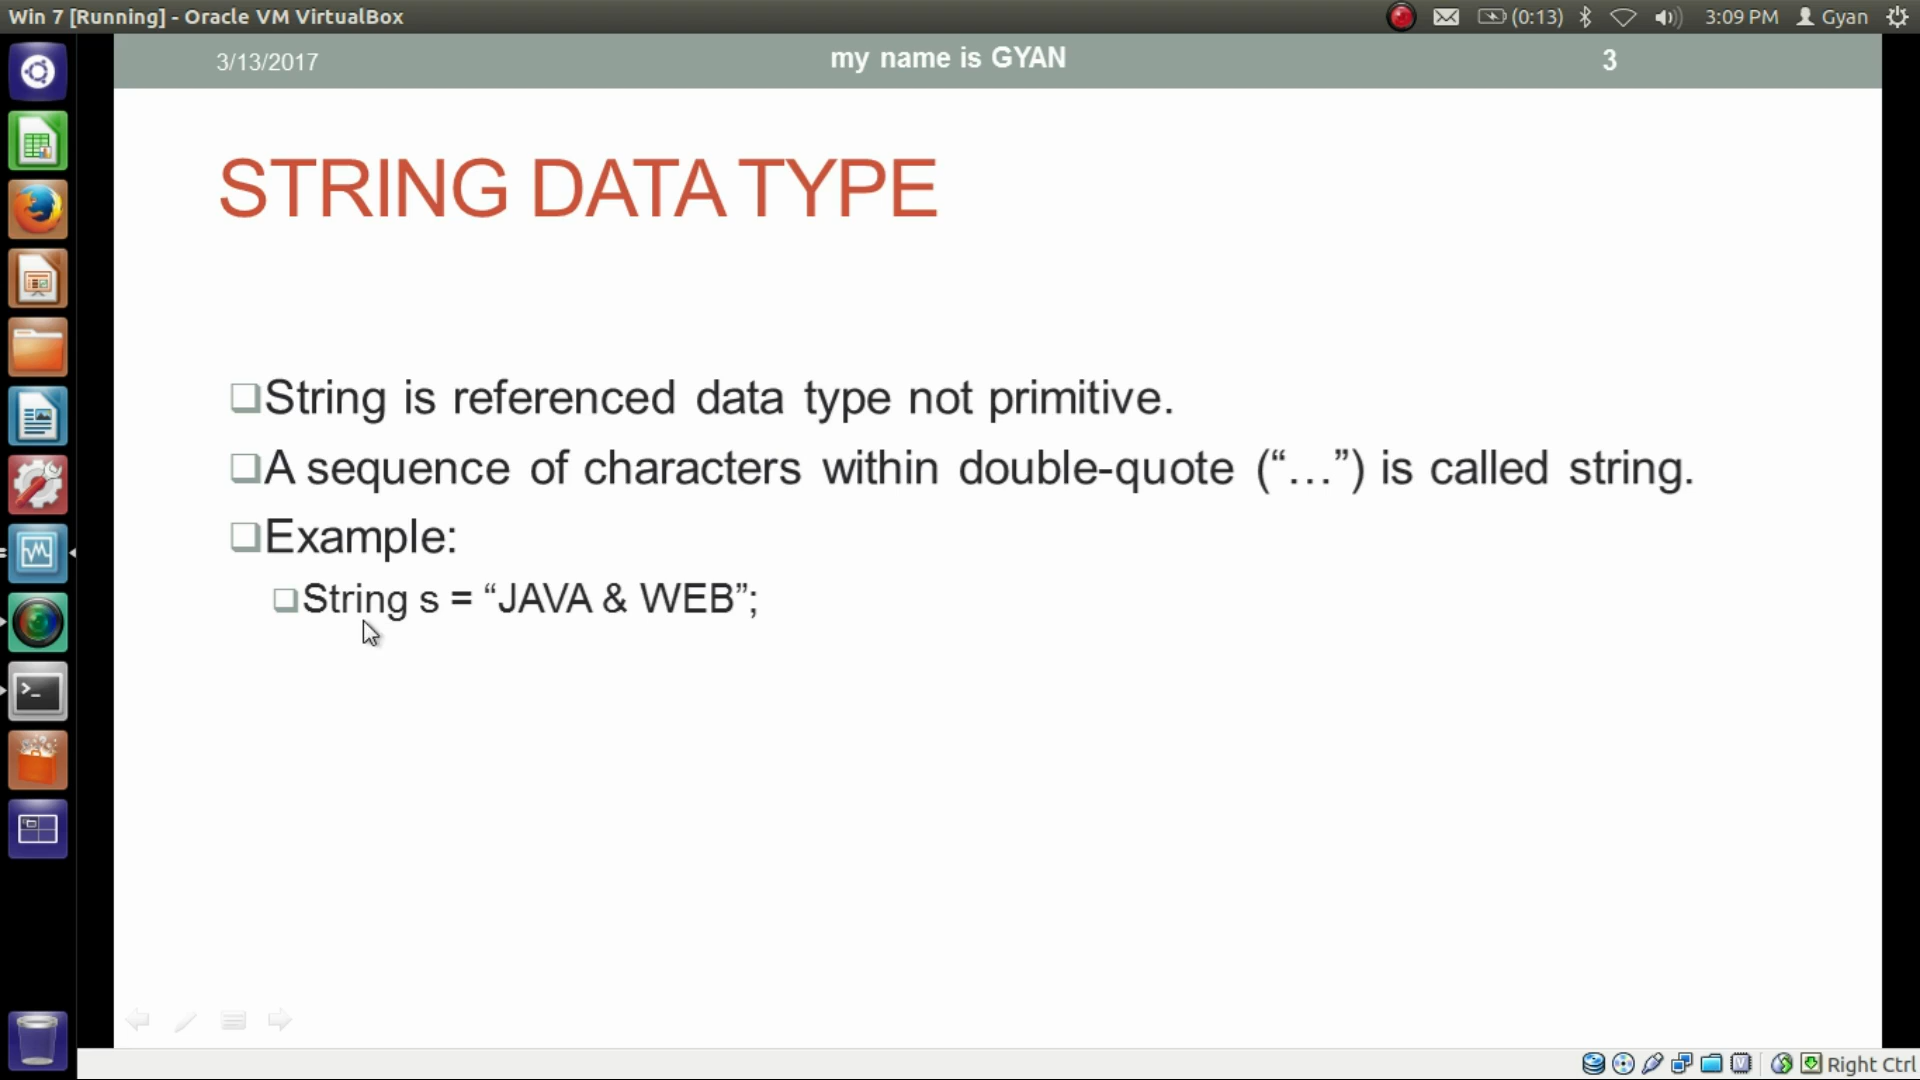 Win 7 [Running] - Oracle VM VirtualBox (0:13) 3:09 PM Gyan
3/13/2017 my name is GYAN 3
STRING DATA TYPE
String is referenced data type not primitive.
A sequence of characters within double-quote (“…”) is called string.
Example:
String s = “JAVA & WEB”;
Right Ctrl